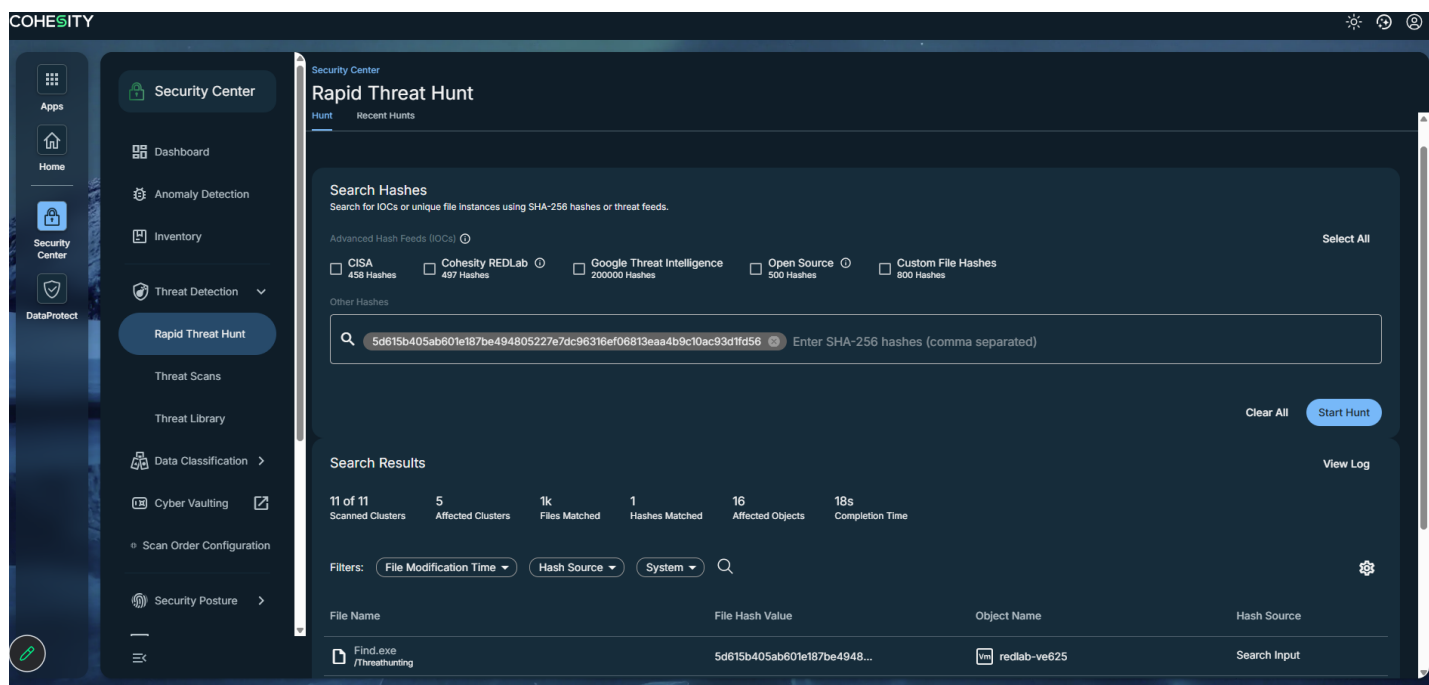 COHESITY
Apps
Home
Security
Center
DataProtect
Security Center
Dashboard
Anomaly Detection
Inventory
Threat Detection
Rapid Threat Hunt
Threat Scans
Threat Library
Data Classification
Cyber Vaulting
Scan Order Configuration
Security Posture
Security Center
Rapid Threat Hunt
Hunt Recent Hunts
Search Hashes
Search for IOCs or unique file instances using SHA-256 hashes or threat feeds.
Advanced Hash Feeds (IOCs) Select All
CISA Cohesity REDLab Google Threat Intelligence Open Source Custom File Hashes
458 Hashes 497 Hashes 200000 Hashes 500 Hashes 800 Hashes
Other Hashes
5d615b405ab601e187be494805227e7dc96316ef06813eaa4b9c10ac93d1fd56 Enter SHA-256 hashes (comma separated)
Clear All Start Hunt
Search Results View Log
11 of 11 5 1k 1 16 18s
Scanned Clusters Affected Clusters Files Matched Hashes Matched Affected Objects Completion Time
Filters: File Modification Time Hash Source System
File Name File Hash Value Object Name Hash Source
Find.exe
/Threathunting 5d615b405ab601e187be4948... Vm redlab-ve625 Search Input